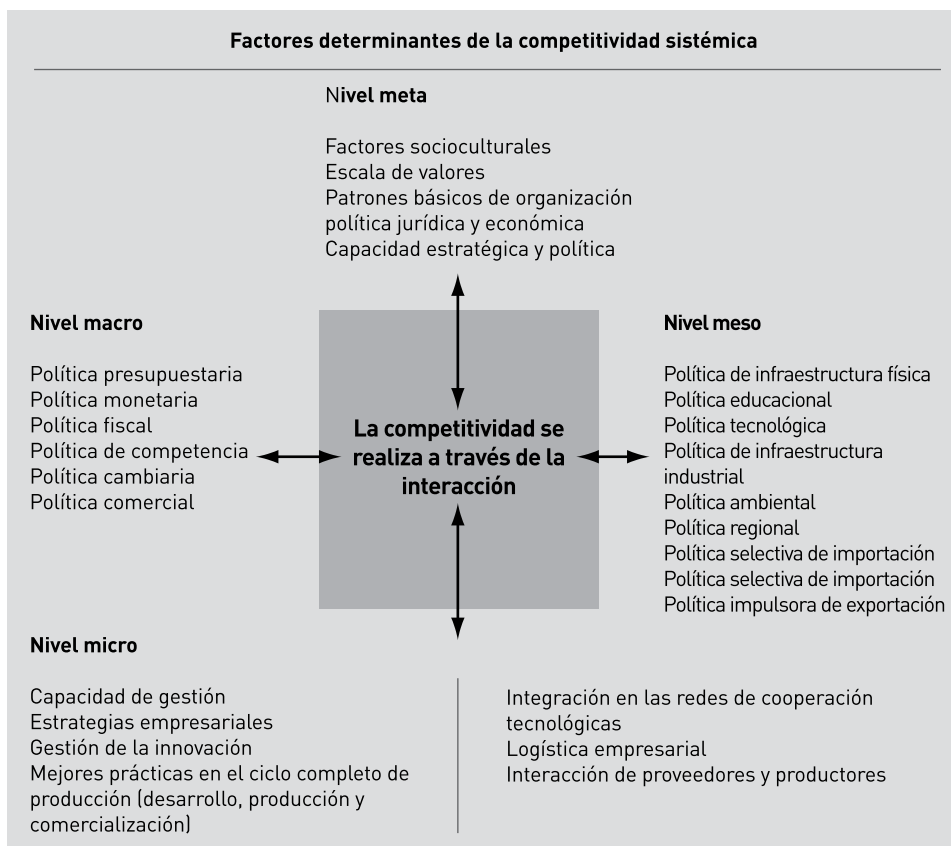 Factores determinantes de la competitividad sistémica
Nivel meta
Factores socioculturales
Escala de valores
Patrones básicos de organización
política jurídica y económica
Capacidad estratégica y política
Nivel macro
Política presupuestaria
Política monetaria
Política fiscal
Política de competencia
Política cambiaria
Política comercial
La competitividad se
realiza a través de la
interacción
Nivel meso
Política de infraestructura física
Política educacional
Política tecnológica
Política de infraestructura
industrial
Política ambiental
Política regional
Política selectiva de importación
Política selectiva de importación
Política impulsora de exportación
Nivel micro
Capacidad de gestión
Estrategias empresariales
Gestión de la innovación
Mejores prácticas en el ciclo completo de
producción (desarrollo, producción y
comercialización)
Integración en las redes de cooperación
tecnológicas
Logística empresarial
Interacción de proveedores y productores